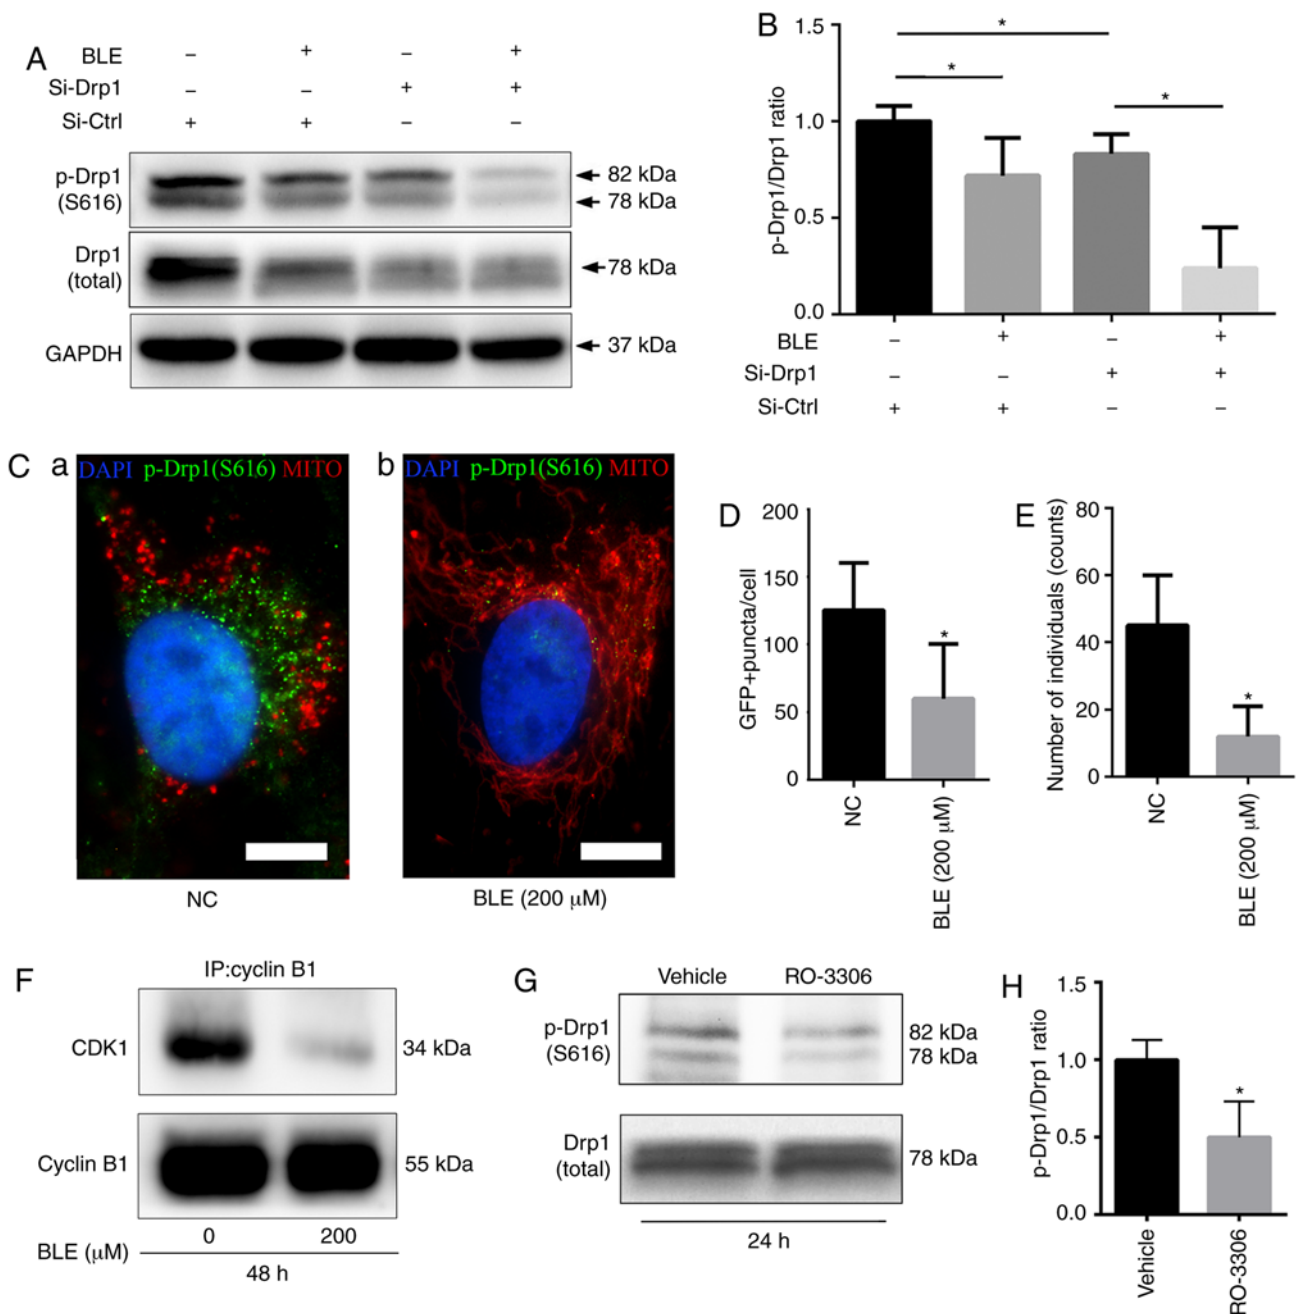 A
BLE – + – +
Si-Drp1 – – + +
Si-Ctrl + + – –
p-Drp1
(S616)
82 kDa
78 kDa
Drp1
(total)
78 kDa
GAPDH
37 kDa
B
p-Drp1/Drp1 ratio
1.5
1.0
0.5
0.0
*
*
*
BLE – + – +
Si-Drp1 – – + +
Si-Ctrl + + – –
C
a
DAPI p-Drp1(S616) MITO
NC
b
DAPI p-Drp1(S616) MITO
BLE (200 μM)
D
GFP+puncta/cell
200
150
100
50
0
*
NC
BLE (200 μM)
E
Number of individuals (counts)
80
60
40
20
0
*
NC
BLE (200 μM)
F
IP:cyclin B1
CDK1
34 kDa
Cyclin B1
55 kDa
BLE (μM) 0 200
48 h
G
Vehicle RO-3306
p-Drp1
(S616)
82 kDa
78 kDa
Drp1
(total)
78 kDa
24 h
H
p-Drp1/Drp1 ratio
1.5
1.0
0.5
0.0
*
Vehicle
RO-3306